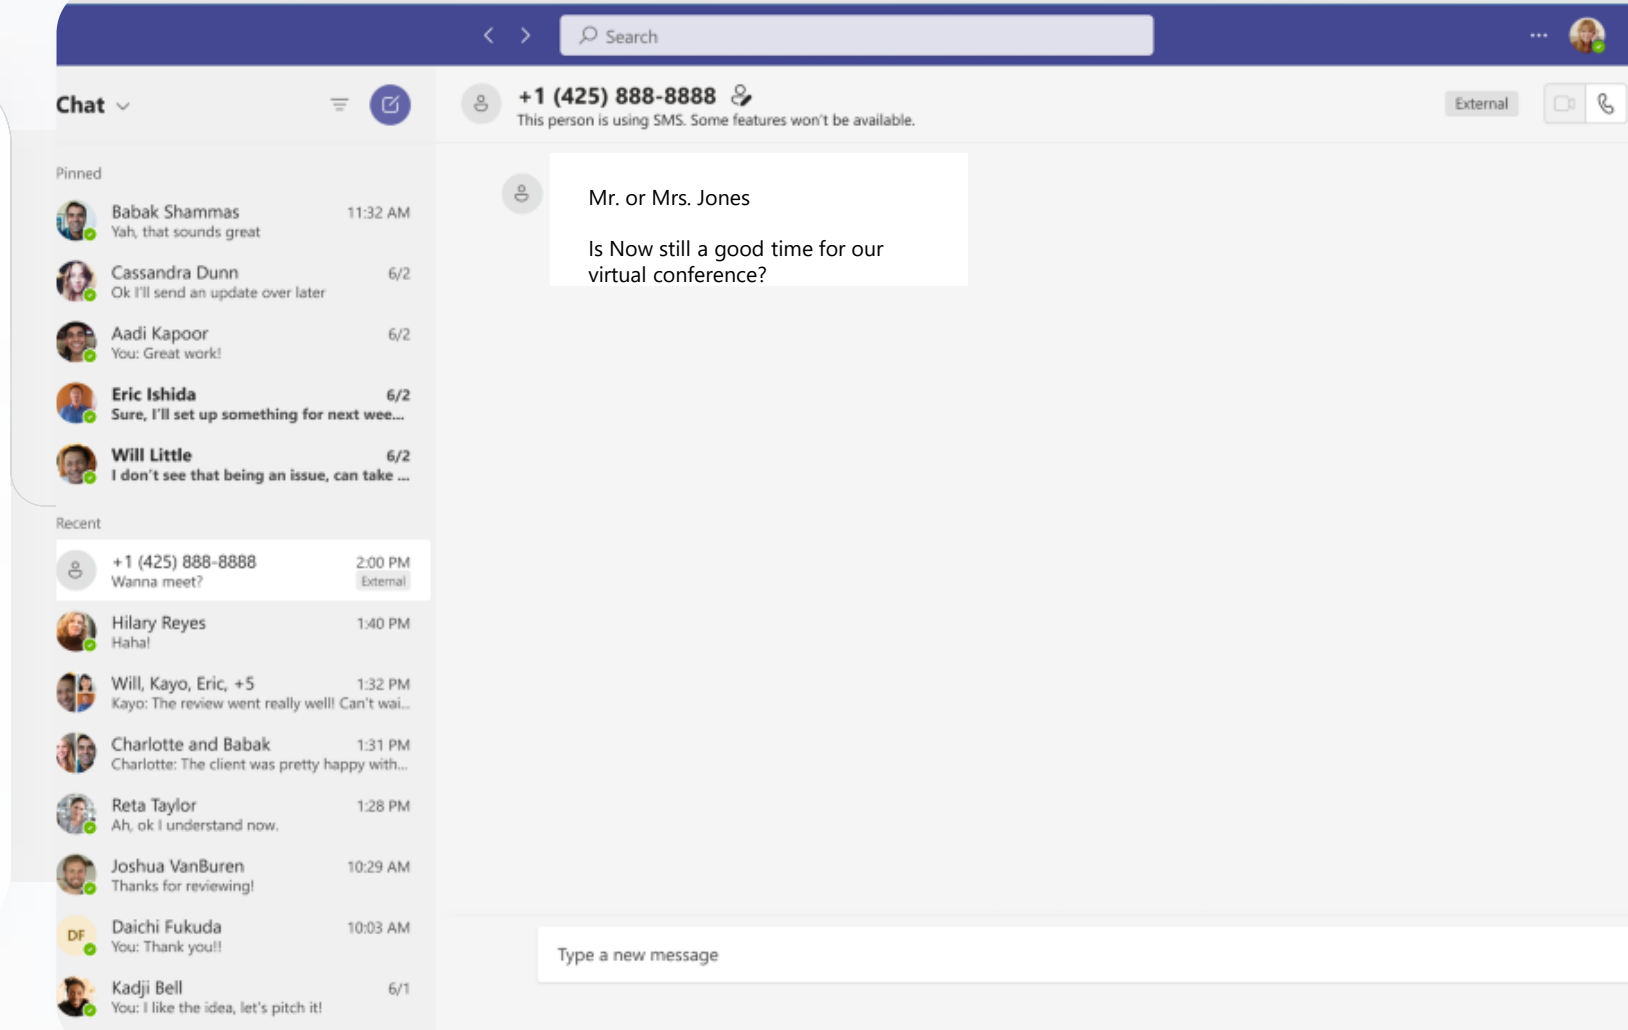 Search
Chat
+1 (425) 888-8888
This person is using SMS. Some features won't be available.
External
Pinned
Babak Shammas 11:32 AM
Yah, that sounds great
Cassandra Dunn 6/2
Ok I'll send an update over later
Aadi Kapoor 6/2
You: Great work!
Eric Ishida 6/2
Sure, I'll set up something for next wee...
Will Little 6/2
I don't see that being an issue, can take ...
Recent
+1 (425) 888-8888 2:00 PM
Wanna meet? External
Hilary Reyes 1:40 PM
Haha!
Will, Kayo, Eric, +5 1:32 PM
Kayo: The review went really well! Can't wai...
Charlotte and Babak 1:31 PM
Charlotte: The client was pretty happy with...
Reta Taylor 1:28 PM
Ah, ok I understand now.
Joshua VanBuren 10:29 AM
Thanks for reviewing!
DF
Daichi Fukuda 10:03 AM
You: Thank you!!
Kadji Bell 6/1
You: I like the idea, let's pitch it!
Mr. or Mrs. Jones
Is Now still a good time for our
virtual conference?
Type a new message